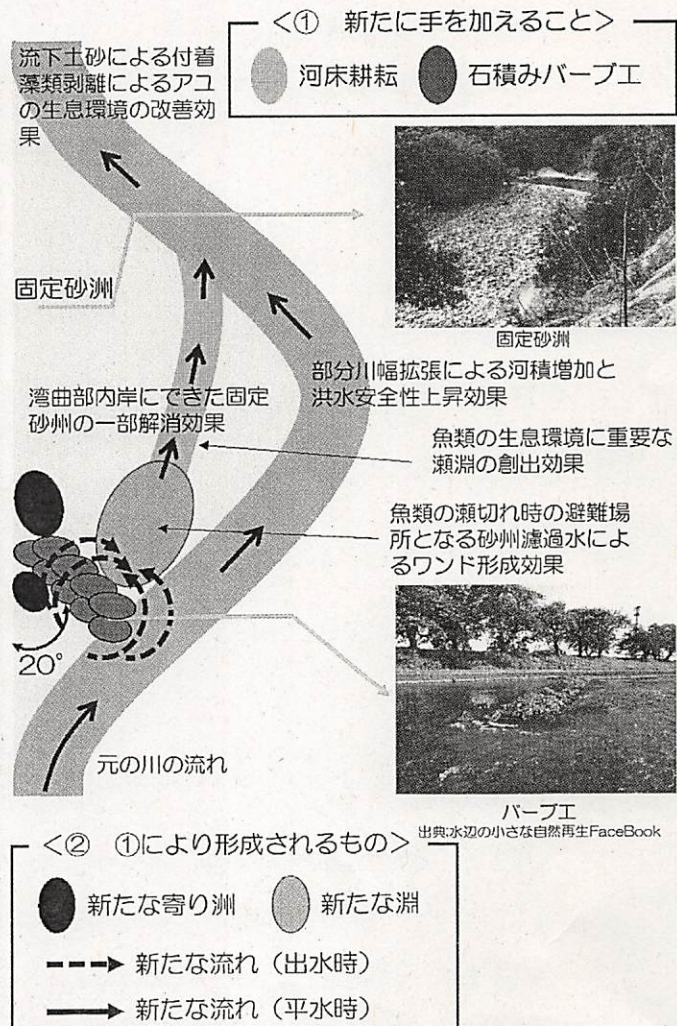 <① 新たに手を加えること>
河床耕耘 石積みバーブ工
流下土砂による付着
藻類剥離によるアユ
の生息環境の改善効
果
固定砂洲
固定砂洲
部分川幅拡張による河積増加と
洪水安全性上昇効果
湾曲部内岸にできた固定
砂州の一部解消効果
魚類の生息環境に重要な
瀬淵の創出効果
魚類の瀬切れ時の避難場
所となる砂州濾過水によ
るワンド形成効果
20°
元の川の流れ
バーブ工
出典:水辺の小さな自然再生FaceBook
<② ①により形成されるもの>
新たな寄り洲 新たな淵
新たな流れ（出水時）
新たな流れ（平水時）